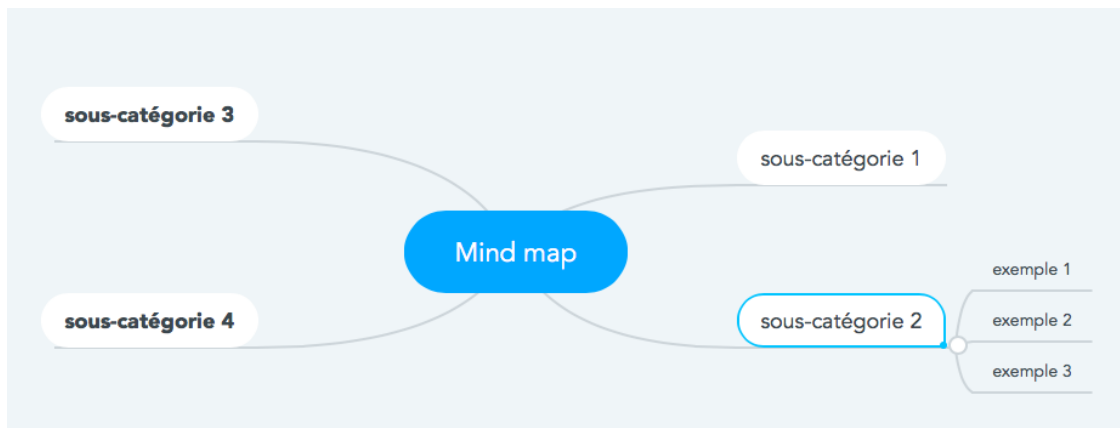 sous-catégorie 3
sous-catégorie 1
Mind map
sous-catégorie 4
sous-catégorie 2
exemple 1
exemple 2
exemple 3